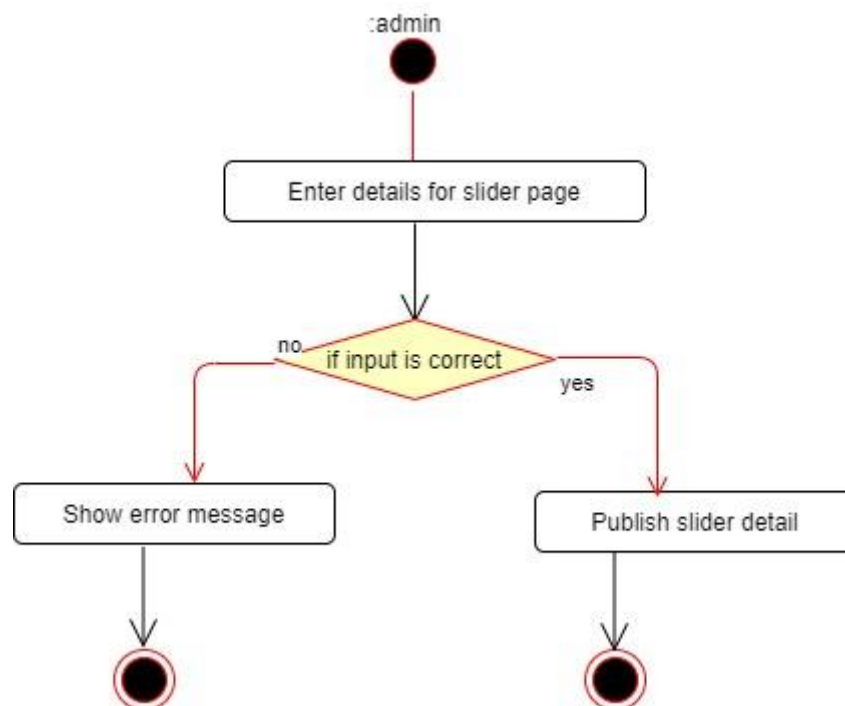 :admin
Enter details for slider page
if input is correct
no
yes
Show error message
Publish slider detail